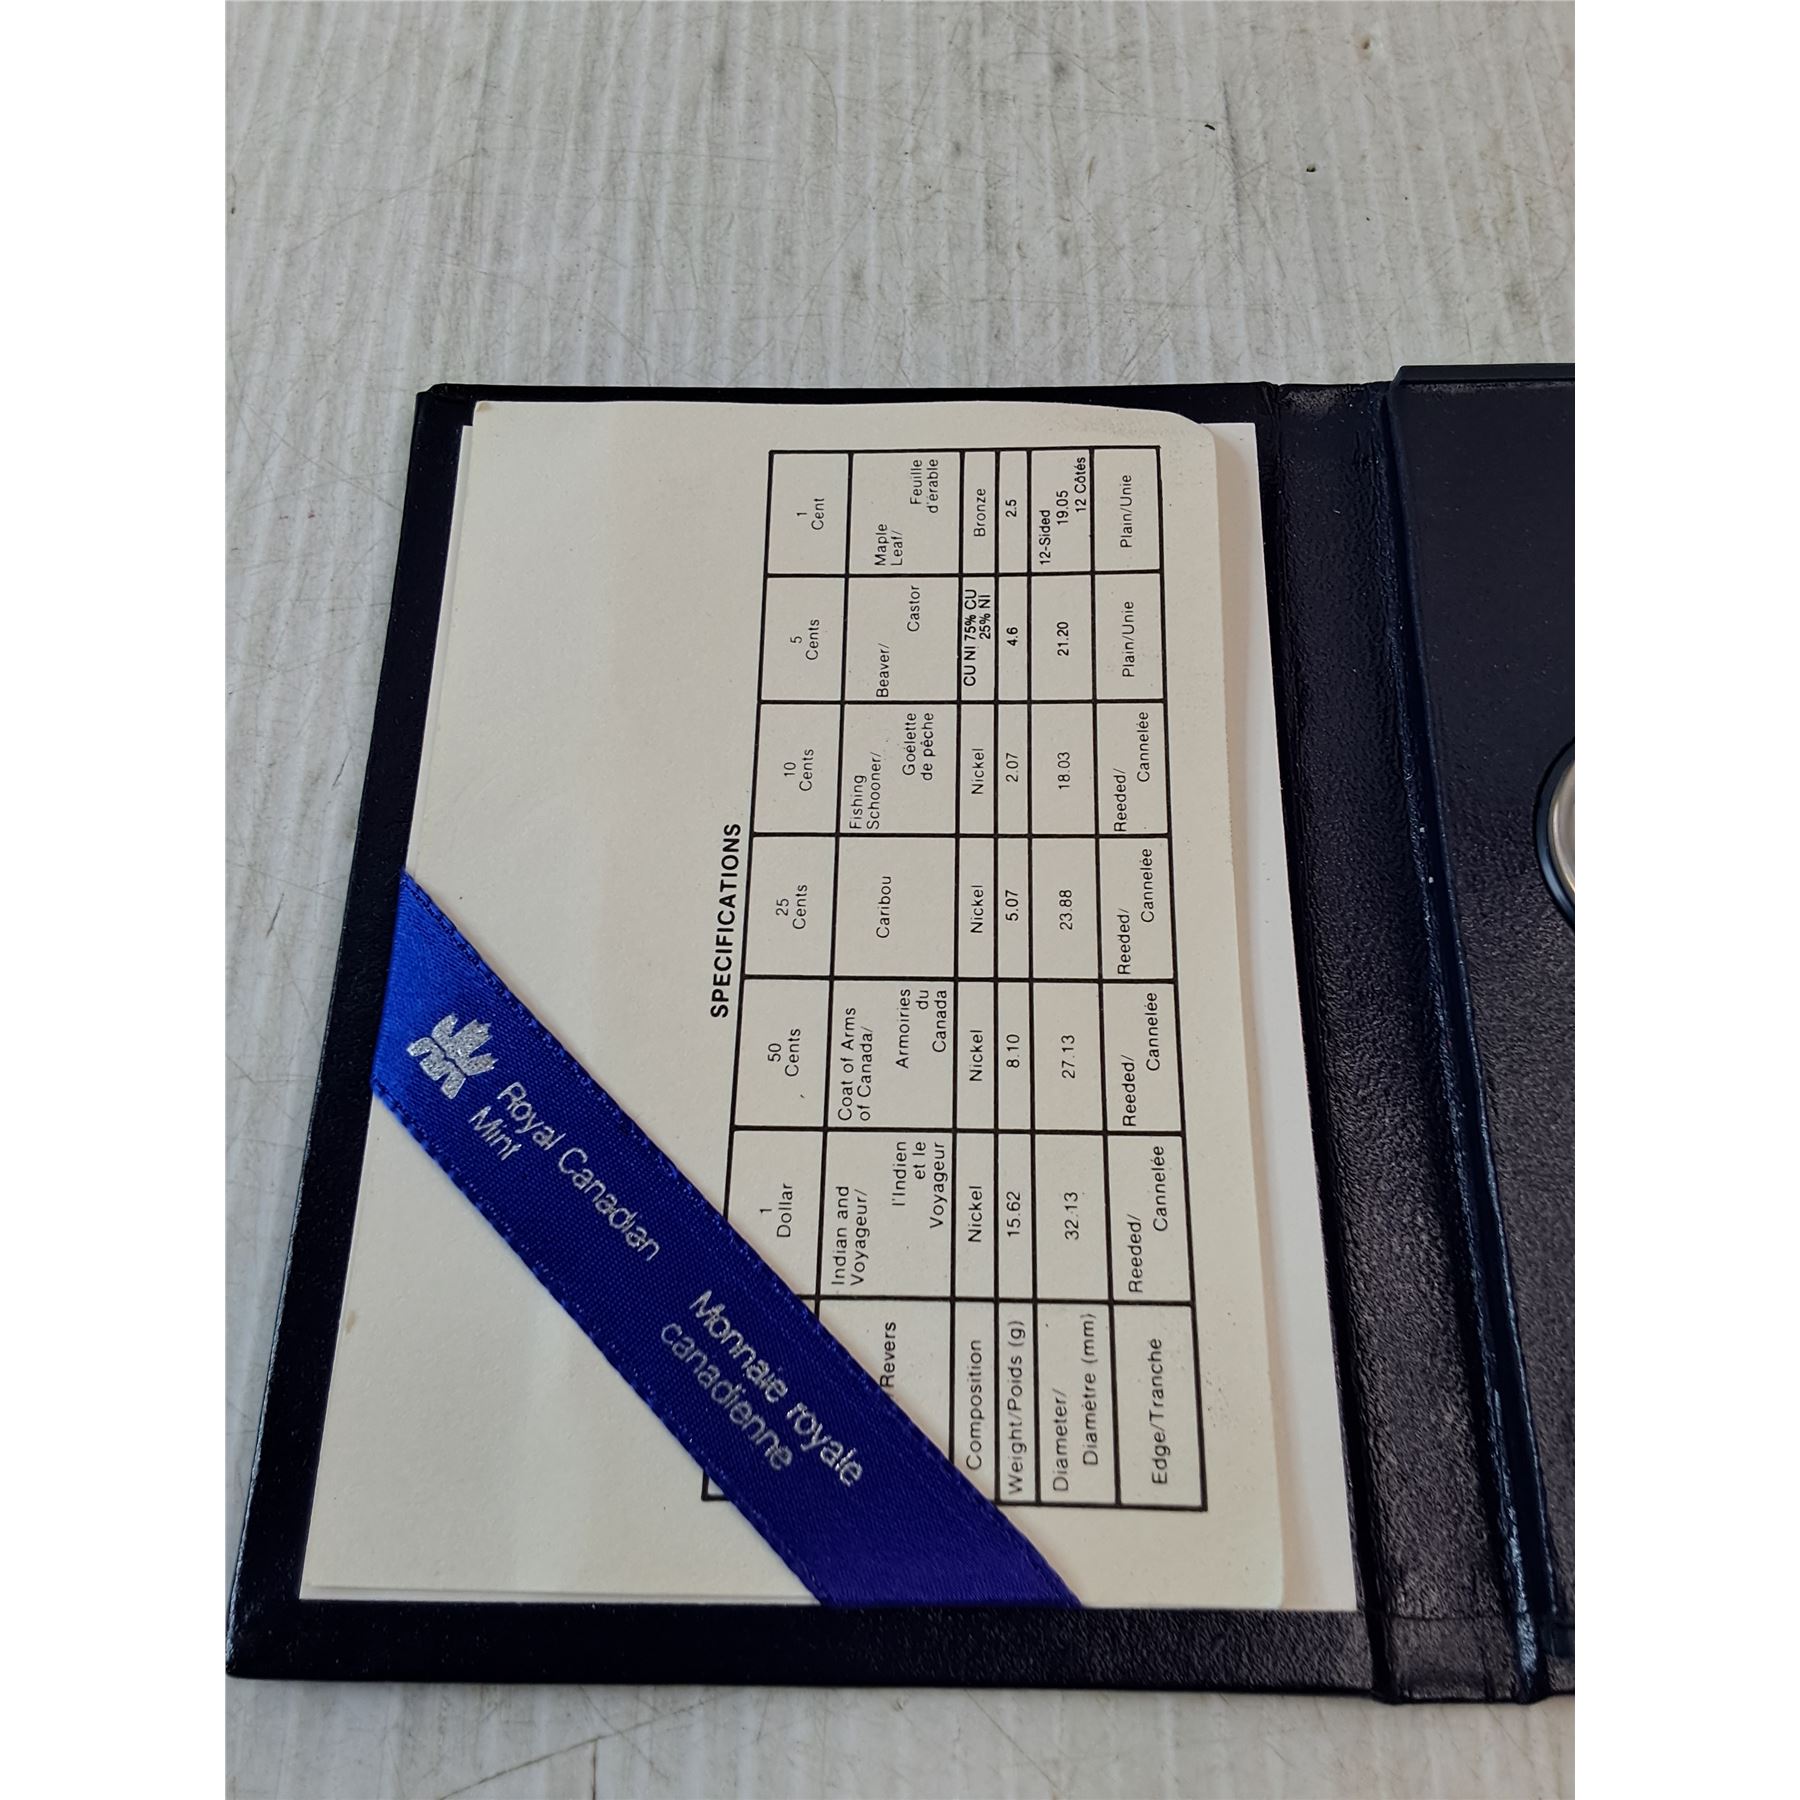 SPECIFICATIONS
1
Dollar
50
Cents
25
Cents
10
Cents
5
Cents
1
Cent
Revers
Indian and
Voyageur/
l'Indien
et le
Voyageur
Coat of Arms
of Canada/
Armoiries
du
Canada
Caribou
Fishing
Schooner/
Goélette
de pêche
Beaver/
Castor
Maple
Leaf/
Feuille
d'érable
Composition
Nickel
Nickel
Nickel
Nickel
CU NI 75% CU
25% NI
Bronze
Weight/Poids (g)
15.62
8.10
5.07
2.07
4.6
2.5
Diameter/
Diamètre (mm)
32.13
27.13
23.88
18.03
21.20
12-Sided
19.05
12 Côtés
Edge/Tranche
Reeded/
Cannelée
Reeded/
Cannelée
Reeded/
Cannelée
Reeded/
Cannelée
Plain/Unie
Plain/Unie
Royal Canadian
Mint
Monnaie royale
canadienne